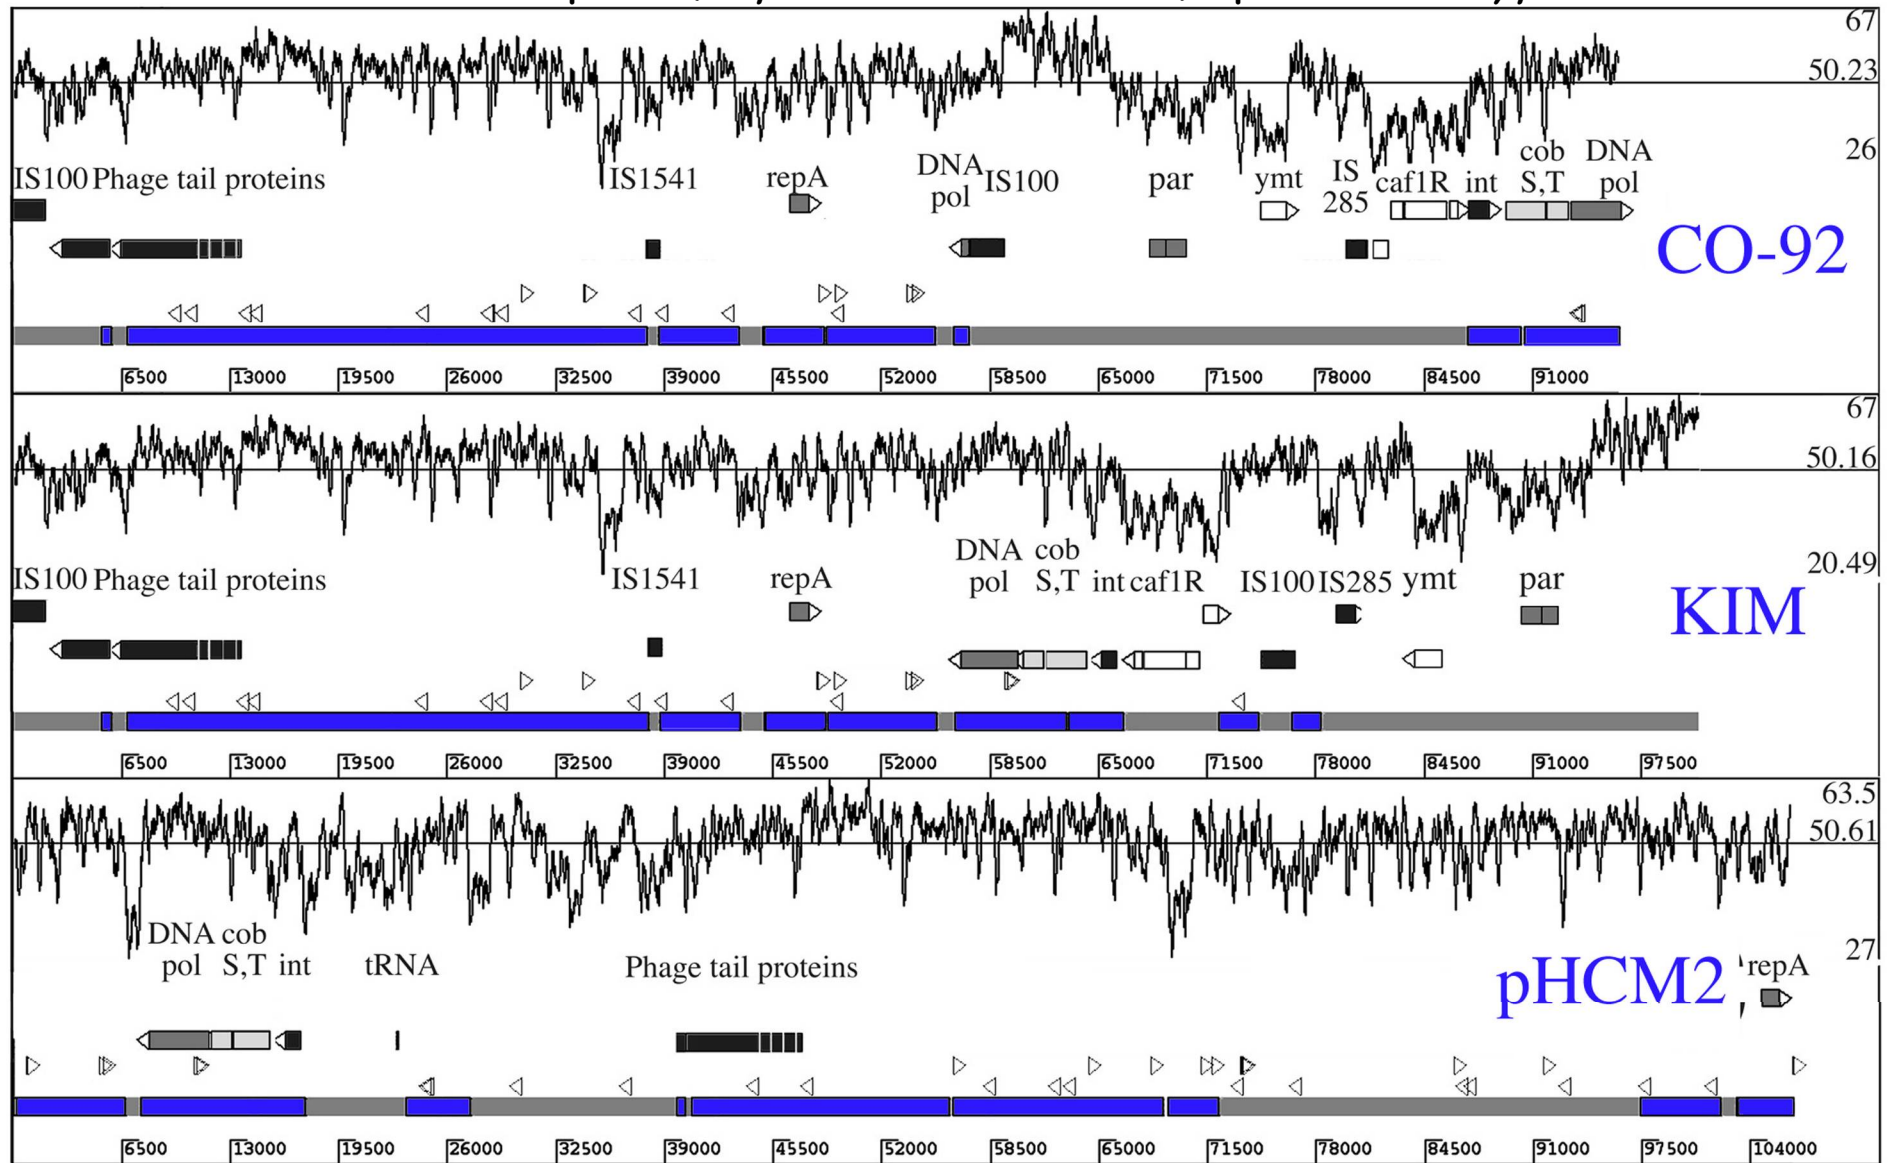 67
50.23
26
IS100 Phage tail proteins
IS1541
repA
DNA
pol
IS100
par
ymt
IS
285
caf1R
int
cob
S,T
DNA
pol
CO-92
6500 13000 19500 26000 32500 39000 45500 52000 58500 65000 71500 78000 84500 91000
67
50.16
20.49
IS100 Phage tail proteins
IS1541
repA
DNA
pol
cob
S,T
int
caf1R
IS100
IS285
ymt
par
KIM
6500 13000 19500 26000 32500 39000 45500 52000 58500 65000 71500 78000 84500 91000 97500
63.5
50.61
27
DNA
pol
cob
S,T
int
tRNA
Phage tail proteins
pHCM2
repA
6500 13000 19500 26000 32500 39000 45500 52000 58500 65000 71500 78000 84500 91000 97500 104000